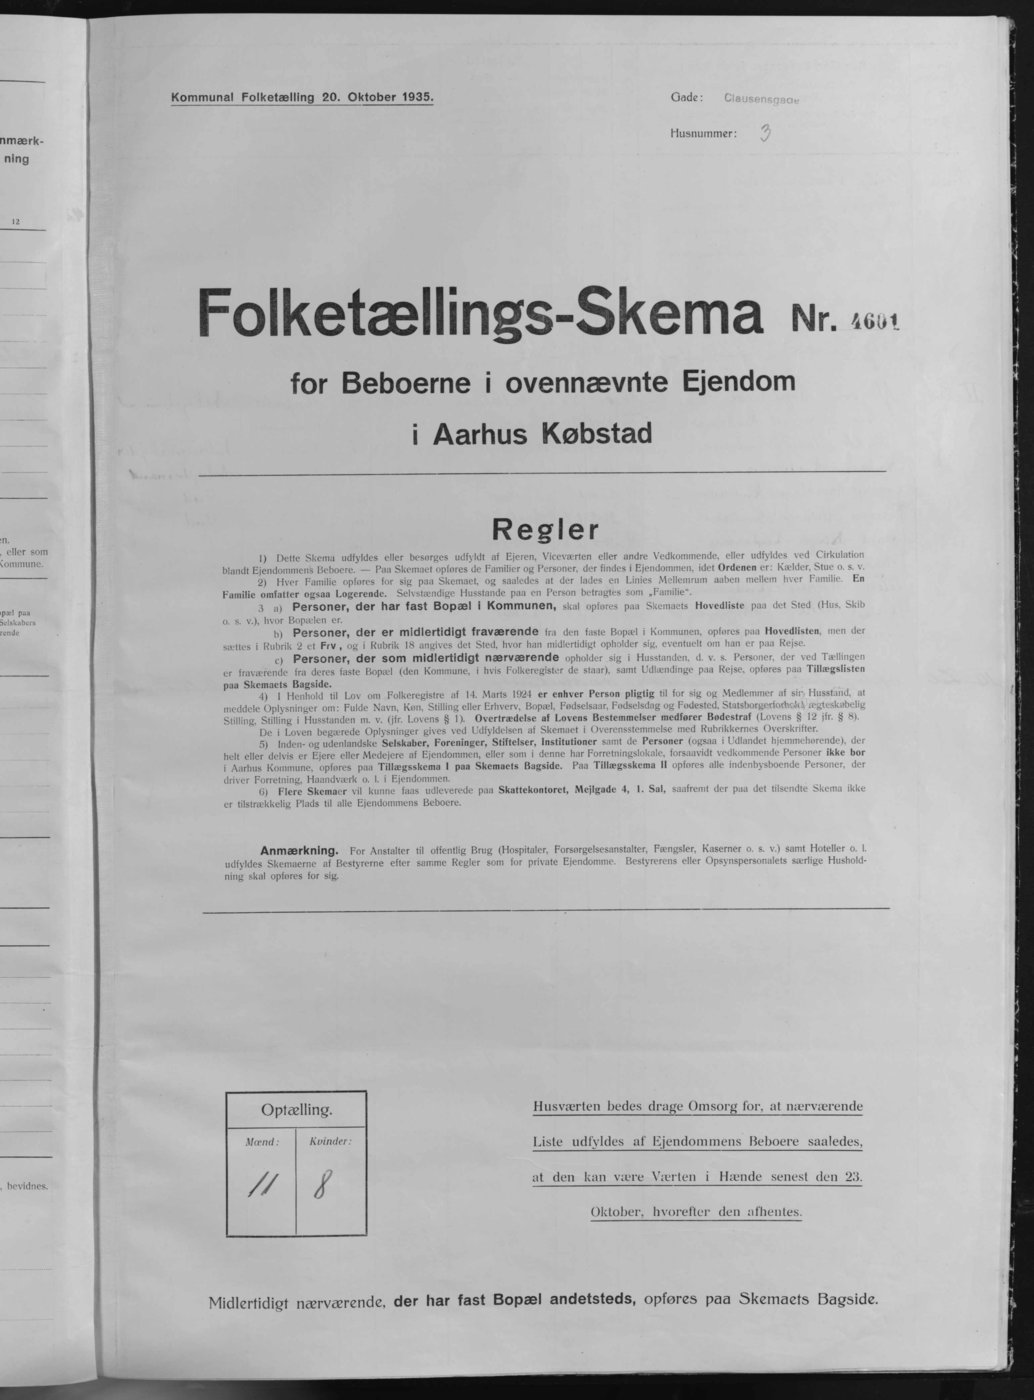 nmærk-
ning
12
en.
, eller som
Kommune.
opæl paa
Selskabers
rende
, bevidnes.
Kommunal Folketælling 20. Oktober 1935.
Gade: Clausensgade
Husnummer: 3
Folketællings-Skema Nr. 4601
for Beboerne i ovennævnte Ejendom
i Aarhus Købstad
Regler
1) Dette Skema udfyldes eller besørges udfyldt af Ejeren, Viceværten eller andre Vedkommende, eller udfyldes ved Cirkulation
blandt Ejendommens Beboere. — Paa Skemaet opføres de Familier og Personer, der findes i Ejendommen, idet Ordenen er: Kælder, Stue o. s. v.
2) Hver Familie opføres for sig paa Skemaet, og saaledes at der lades en Linies Mellemrum aaben mellem hver Familie. En
Familie omfatter ogsaa Logerende. Selvstændige Husstande paa en Person betragtes som „Familie“.
3 a) Personer, der har fast Bopæl i Kommunen, skal opføres paa Skemaets Hovedliste paa det Sted (Hus, Skib
o. s. v.), hvor Bopælen er.
b) Personer, der er midlertidigt fraværende fra den faste Bopæl i Kommunen, opføres paa Hovedlisten, men der
sættes i Rubrik 2 et Frv., og i Rubrik 18 angives det Sted, hvor han midlertidigt opholder sig, eventuelt om han er paa Rejse.
c) Personer, der som midlertidigt nærværende opholder sig i Husstanden, d. v. s. Personer, der ved Tællingen
er fraværende fra deres faste Bopæl (den Kommune, i hvis Folkeregister de staar), samt Udlændinge paa Rejse, opføres paa Tillægslisten
paa Skemaets Bagside.
4) I Henhold til Lov om Folkeregistre af 14. Marts 1924 er enhver Person pligtig til for sig og Medlemmer af sin Husstand, at
meddele Oplysninger om: Fulde Navn, Køn, Stilling eller Erhverv, Bopæl, Fødselsaar, Fødselsdag og Fødested, Statsborgerforhold, ægteskabelig
Stilling, Stilling i Husstanden m. v. (jfr. Lovens § 1). Overtrædelse af Lovens Bestemmelser medfører Bødestraf (Lovens § 12 jfr. § 8).
De i Loven begærede Oplysninger gives ved Udfyldelsen af Skemaet i Overensstemmelse med Rubrikkernes Overskrifter.
5) Inden- og udenlandske Selskaber, Foreninger, Stiftelser, Institutioner samt de Personer (ogsaa i Udlandet hjemmehørende), der
helt eller delvis er Ejere eller Medejere af Ejendommen, eller som i denne har Forretningslokale, forsaavidt vedkommende Personer ikke bor
i Aarhus Kommune, opføres paa Tillægsskema I paa Skemaets Bagside. Paa Tillægsskema II opføres alle indenbysboende Personer, der
driver Forretning, Haandværk o. l. i Ejendommen.
6) Flere Skemaer vil kunne faas udleverede paa Skattekontoret, Mejlgade 4, 1. Sal, saafremt der paa det tilsendte Skema ikke
er tilstrækkelig Plads til alle Ejendommens Beboere.
Anmærkning. For Anstalter til offentlig Brug (Hospitaler, Forsørgelsesanstalter, Fængsler, Kaserner o. s. v.) samt Hoteller o. l.
udfyldes Skemaerne af Bestyrerne efter samme Regler som for private Ejendomme. Bestyrerens eller Opsynspersonalets særlige Hushold-
ning skal opføres for sig.
Optælling.
Mænd: Kvinder:
11 8
Husværten bedes drage Omsorg for, at nærværende
Liste udfyldes af Ejendommens Beboere saaledes,
at den kan være Værten i Hænde senest den 23.
Oktober, hvorefter den afhentes.
Midlertidigt nærværende, der har fast Bopæl andetsteds, opføres paa Skemaets Bagside.